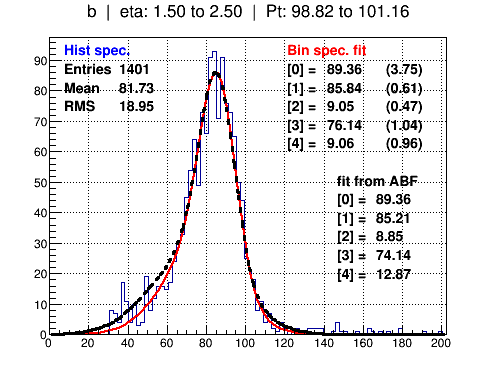 b | eta: 1.50 to 2.50 | Pt: 98.82 to 101.16
Hist spec.
Entries 1401
Mean 81.73
RMS 18.95
Bin spec. fit
[0] = 89.36 (3.75)
[1] = 85.84 (0.61)
[2] = 9.05 (0.47)
[3] = 76.14 (1.04)
[4] = 9.06 (0.96)
fit from ABF
[0] = 89.36
[1] = 85.21
[2] = 8.85
[3] = 74.14
[4] = 12.87
90
80
70
60
50
40
30
20
10
0
0 20 40 60 80 100 120 140 160 180 200